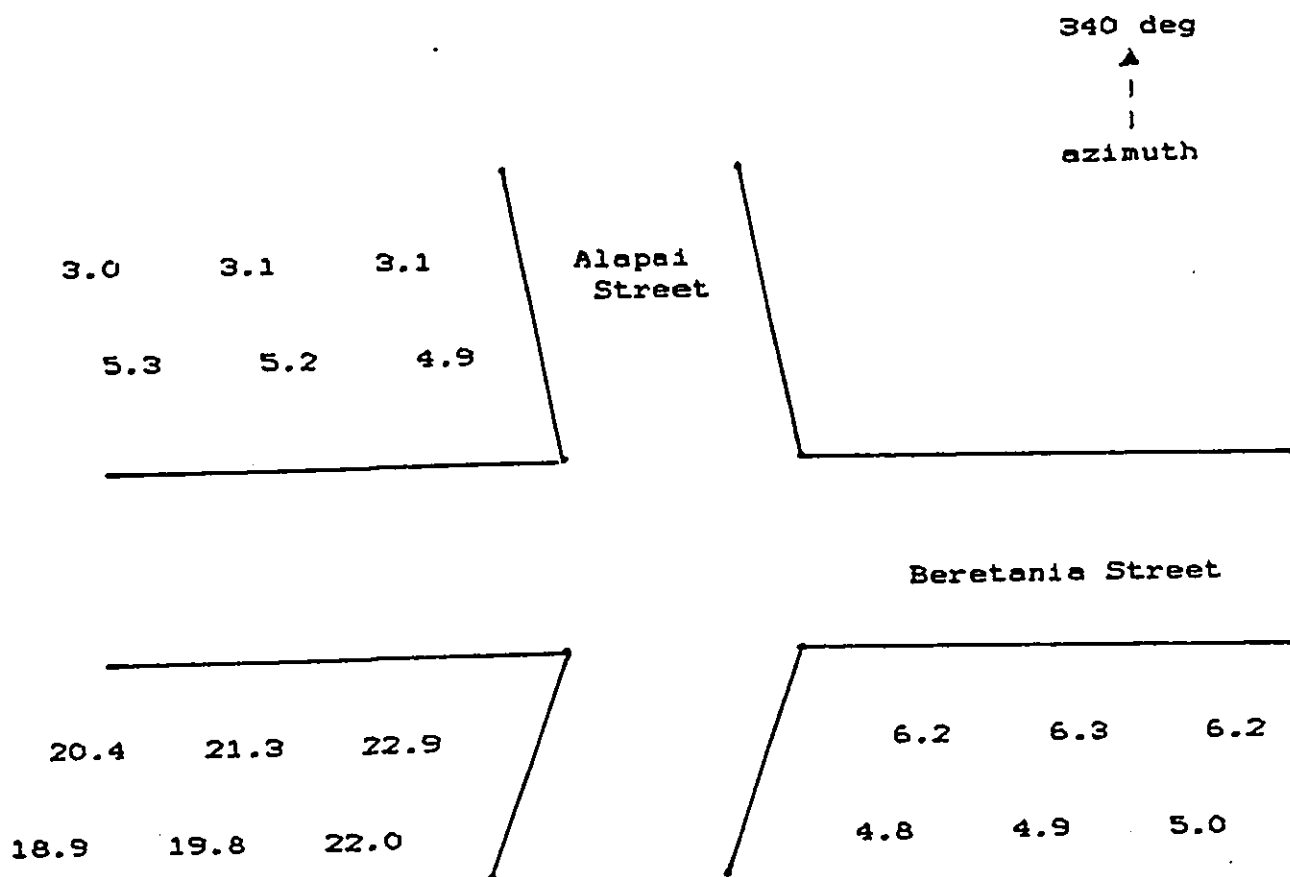 340 deg
azimuth
Alapai
Street
3.0 3.1 3.1
5.3 5.2 4.9
Beretania Street
20.4 21.3 22.9
18.9 19.8 22.0
6.2 6.3 6.2
4.8 4.9 5.0